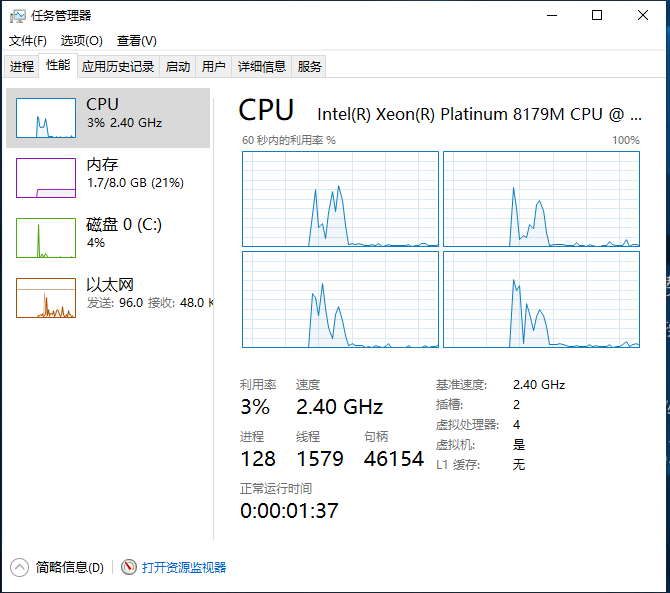 任务管理器
文件(F) 选项(O) 查看(V)
进程 性能 应用历史记录 启动 用户 详细信息 服务
CPU
3% 2.40 GHz
内存
1.7/8.0 GB (21%)
磁盘 0 (C:)
4%
以太网
发送: 96.0 接收: 48.0 K
CPU Intel(R) Xeon(R) Platinum 8179M CPU @ ...
60 秒内的利用率 % 100%
利用率 速度
3% 2.40 GHz
进程 线程 句柄
128 1579 46154
正常运行时间
0:00:01:37
基准速度: 2.40 GHz
插槽: 2
虚拟处理器: 4
虚拟机: 是
L1 缓存: 无
简略信息(D) 打开资源监视器